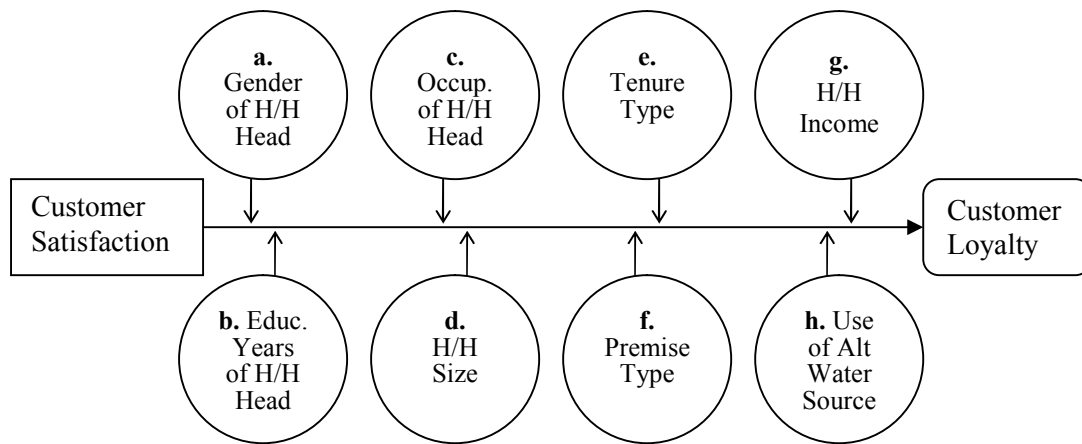 a.
Gender
of H/H
Head
c.
Occup.
of H/H
Head
e.
Tenure
Type
g.
H/H
Income
Customer
Satisfaction
Customer
Loyalty
b. Educ.
Years
of H/H
Head
d.
H/H
Size
f.
Premise
Type
h. Use
of Alt
Water
Source